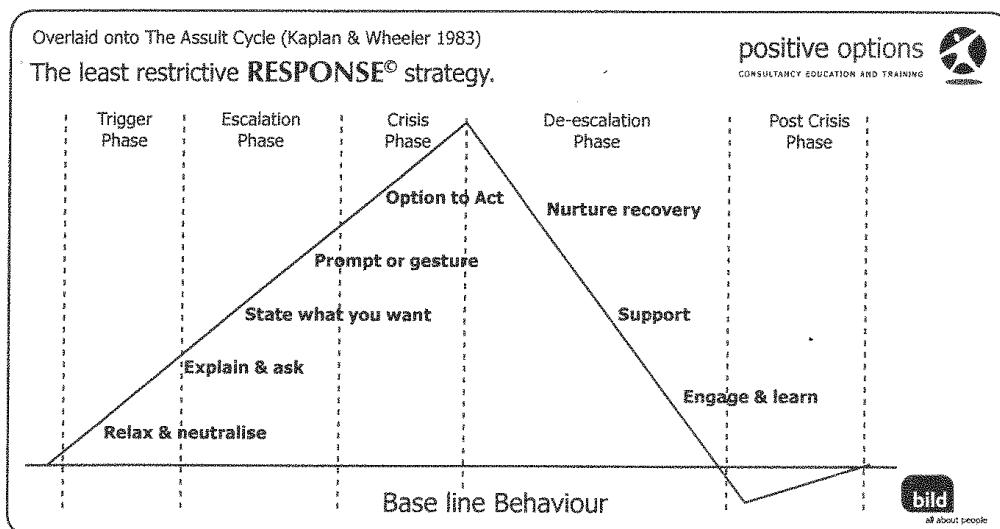 Overlaid onto The Assult Cycle (Kaplan & Wheeler 1983)
The least restrictive RESPONSE© strategy.
positive options
CONSULTANCY EDUCATION AND TRAINING
Trigger
Phase
Escalation
Phase
Crisis
Phase
De-escalation
Phase
Post Crisis
Phase
Option to Act
Nurture recovery
Prompt or gesture
State what you want
Support
Explain & ask
Engage & learn
Relax & neutralise
Base line Behaviour
bild
all about people